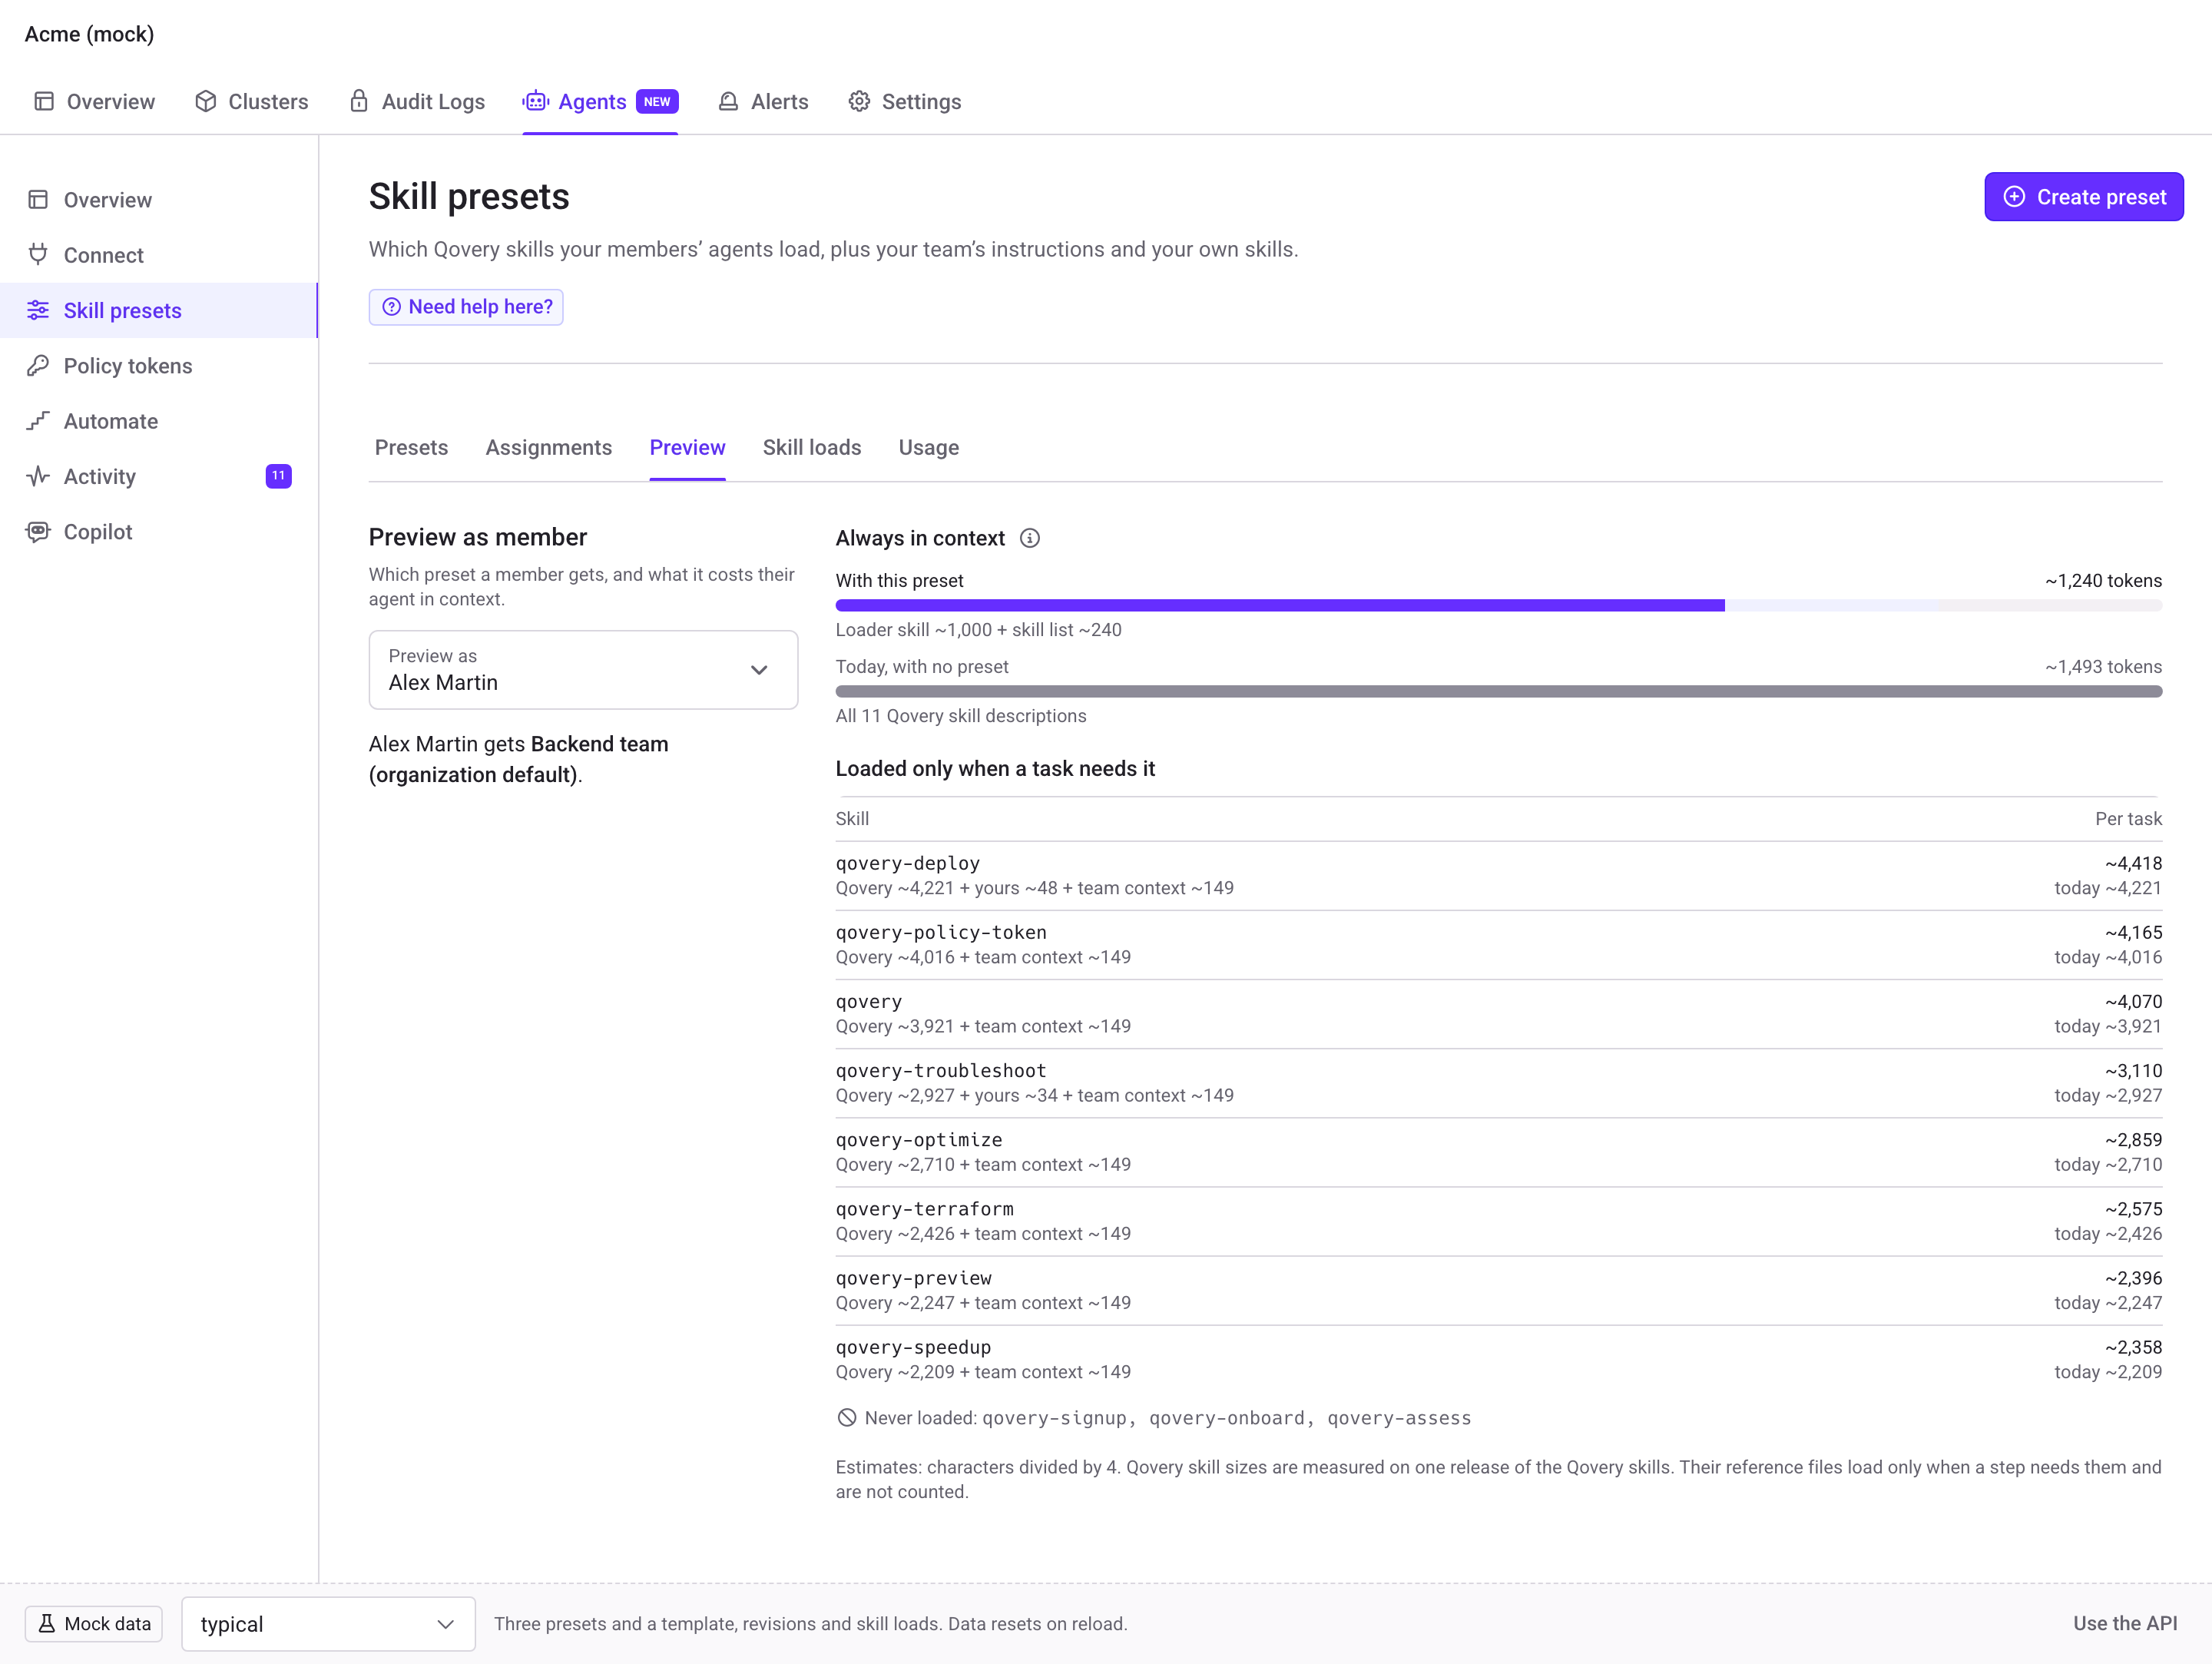 Acme (mock)
Overview
Clusters
Audit Logs
Agents NEW
Alerts
Settings
Overview
Connect
Skill presets
Policy tokens
Automate
Activity 11
Copilot
Skill presets
Create preset
Which Qovery skills your members’ agents load, plus your team’s instructions and your own skills.
Need help here?
Presets
Assignments
Preview
Skill loads
Usage
Preview as member
Which preset a member gets, and what it costs their
agent in context.
Preview as
Alex Martin
Alex Martin gets Backend team
(organization default).
Always in context
With this preset ~1,240 tokens
Loader skill ~1,000 + skill list ~240
Today, with no preset ~1,493 tokens
All 11 Qovery skill descriptions
Loaded only when a task needs it
Skill Per task
qovery-deploy ~4,418
Qovery ~4,221 + yours ~48 + team context ~149 today ~4,221
qovery-policy-token ~4,165
Qovery ~4,016 + team context ~149 today ~4,016
qovery ~4,070
Qovery ~3,921 + team context ~149 today ~3,921
qovery-troubleshoot ~3,110
Qovery ~2,927 + yours ~34 + team context ~149 today ~2,927
qovery-optimize ~2,859
Qovery ~2,710 + team context ~149 today ~2,710
qovery-terraform ~2,575
Qovery ~2,426 + team context ~149 today ~2,426
qovery-preview ~2,396
Qovery ~2,247 + team context ~149 today ~2,247
qovery-speedup ~2,358
Qovery ~2,209 + team context ~149 today ~2,209
Never loaded: qovery-signup, qovery-onboard, qovery-assess
Estimates: characters divided by 4. Qovery skill sizes are measured on one release of the Qovery skills. Their reference files load only when a step needs them and
are not counted.
Mock data
typical
Three presets and a template, revisions and skill loads. Data resets on reload.
Use the API